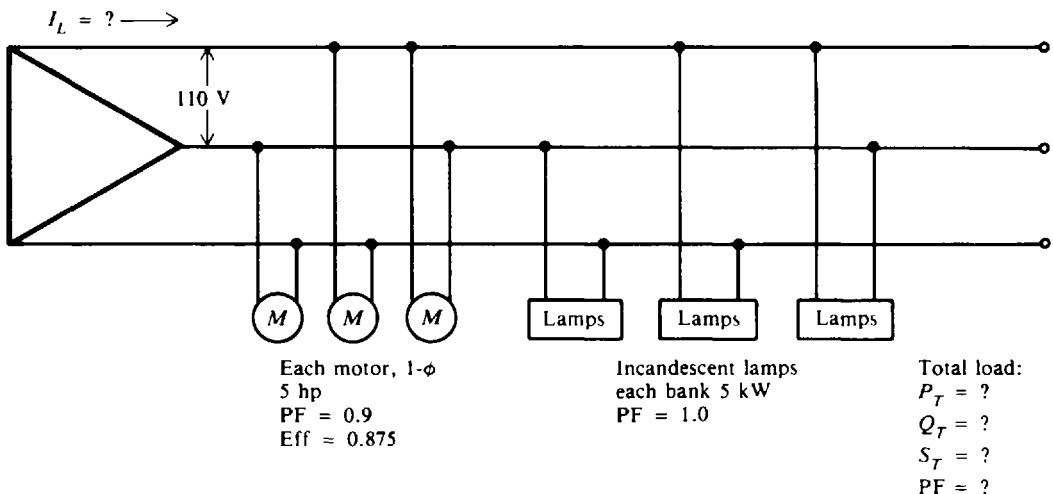 I_L = ?
110 V
M
M
M
Lamps
Lamps
Lamps
Each motor, 1-ϕ
5 hp
PF = 0.9
Eff = 0.875
Incandescent lamps
each bank 5 kW
PF = 1.0
Total load:
P_T = ?
Q_T = ?
S_T = ?
PF = ?